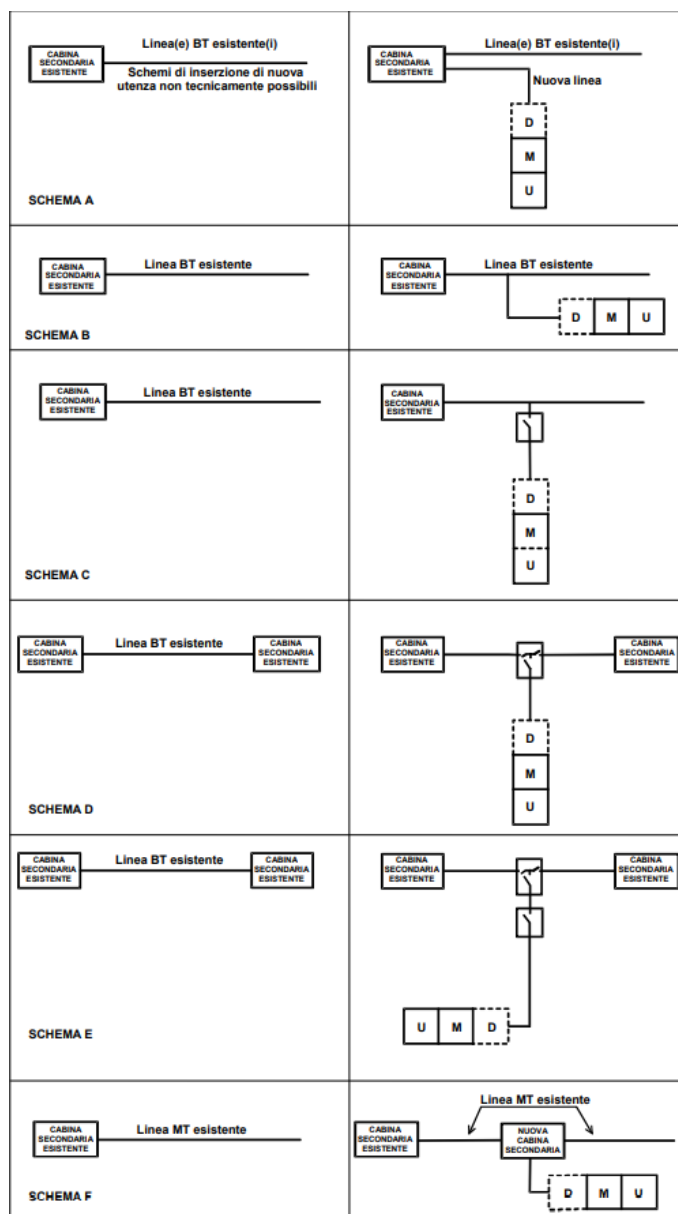 CABINA
SECONDARIA
ESISTENTE
Linea(e) BT esistente(i)
Schemi di inserzione di nuova
utenza non tecnicamente possibili
SCHEMA A
CABINA
SECONDARIA
ESISTENTE
Linea(e) BT esistente(i)
Nuova linea
D
M
U
CABINA
SECONDARIA
ESISTENTE
Linea BT esistente
SCHEMA B
CABINA
SECONDARIA
ESISTENTE
Linea BT esistente
D M U
CABINA
SECONDARIA
ESISTENTE
Linea BT esistente
SCHEMA C
CABINA
SECONDARIA
ESISTENTE
D
M
U
CABINA
SECONDARIA
ESISTENTE
Linea BT esistente
CABINA
SECONDARIA
ESISTENTE
SCHEMA D
CABINA
SECONDARIA
ESISTENTE
CABINA
SECONDARIA
ESISTENTE
D
M
U
CABINA
SECONDARIA
ESISTENTE
Linea BT esistente
CABINA
SECONDARIA
ESISTENTE
SCHEMA E
CABINA
SECONDARIA
ESISTENTE
CABINA
SECONDARIA
ESISTENTE
U M D
CABINA
SECONDARIA
ESISTENTE
Linea MT esistente
SCHEMA F
Linea MT esistente
CABINA
SECONDARIA
ESISTENTE
NUOVA
CABINA
SECONDARIA
D M U